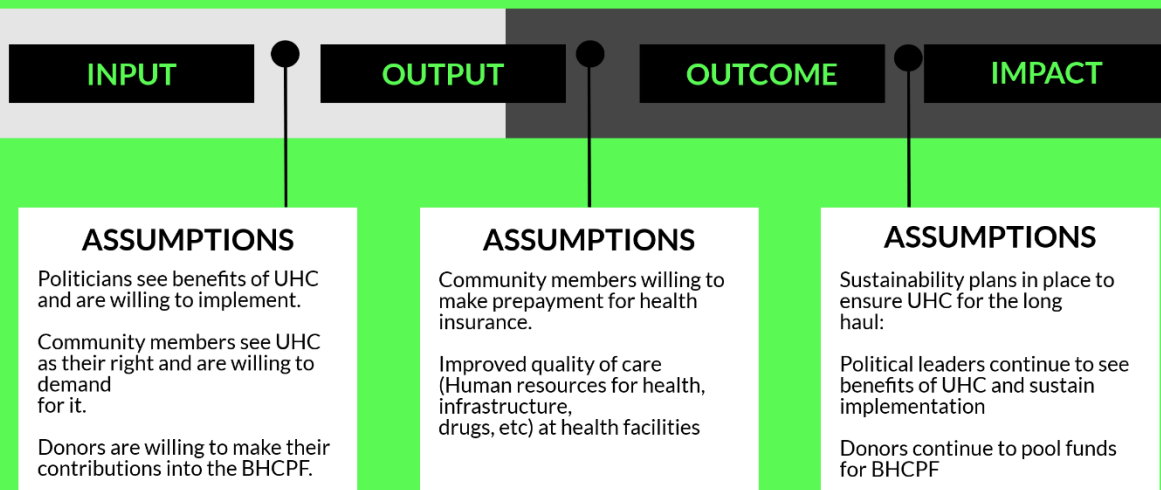 INPUT
OUTPUT
OUTCOME
IMPACT
ASSUMPTIONS
Politicians see benefits of UHC
and are willing to implement.
Community members see UHC
as their right and are willing to
demand
for it.
Donors are willing to make their
contributions into the BHCPF.
ASSUMPTIONS
Community members willing to
make prepayment for health
insurance.
Improved quality of care
(Human resources for health,
infrastructure,
drugs, etc) at health facilities
ASSUMPTIONS
Sustainability plans in place to
ensure UHC for the long
haul:
Political leaders continue to see
benefits of UHC and sustain
implementation
Donors continue to pool funds
for BHCPF